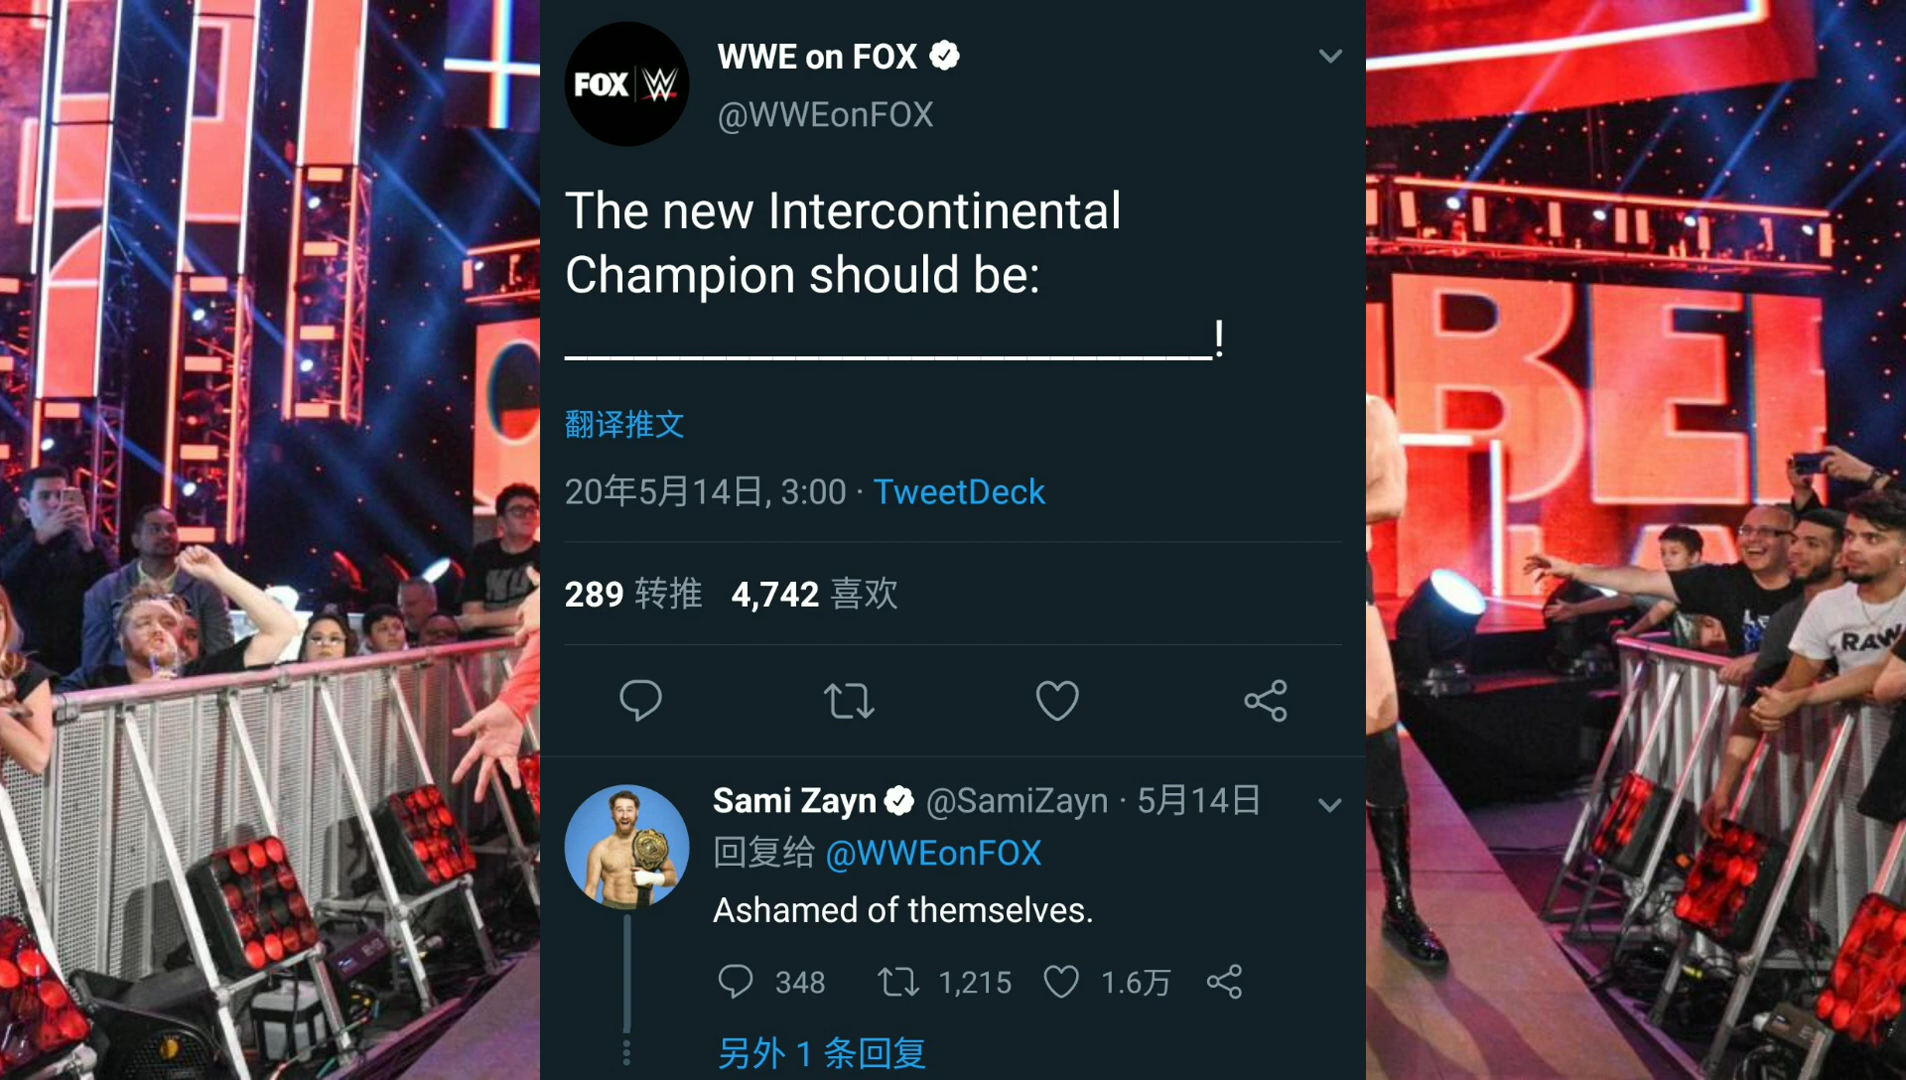 FOX W
WWE on FOX
@WWEonFOX
The new Intercontinental
Champion should be:
____________________________!
翻译推文
20年5月14日, 3:00 · TweetDeck
289 转推 4,742 喜欢
Sami Zayn @SamiZayn · 5月14日
回复给 @WWEonFOX
Ashamed of themselves.
348 1,215 1.6万
另外 1 条回复
RAW